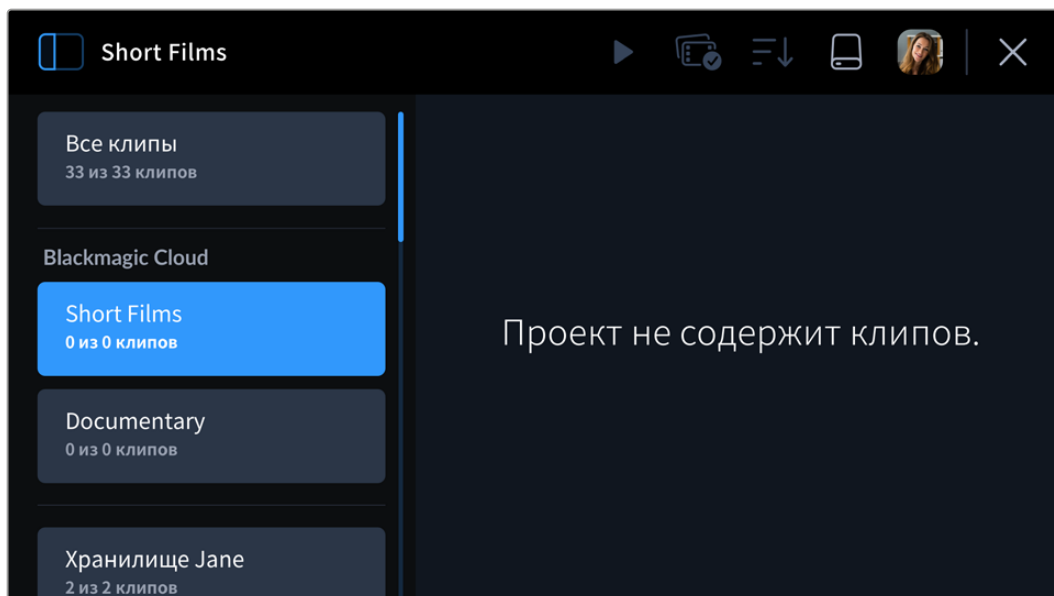 Short Films
Все клипы
33 из 33 клипов
Blackmagic Cloud
Short Films
0 из 0 клипов
Documentary
0 из 0 клипов
Хранилище Jane
2 из 2 клипов
Проект не содержит клипов.